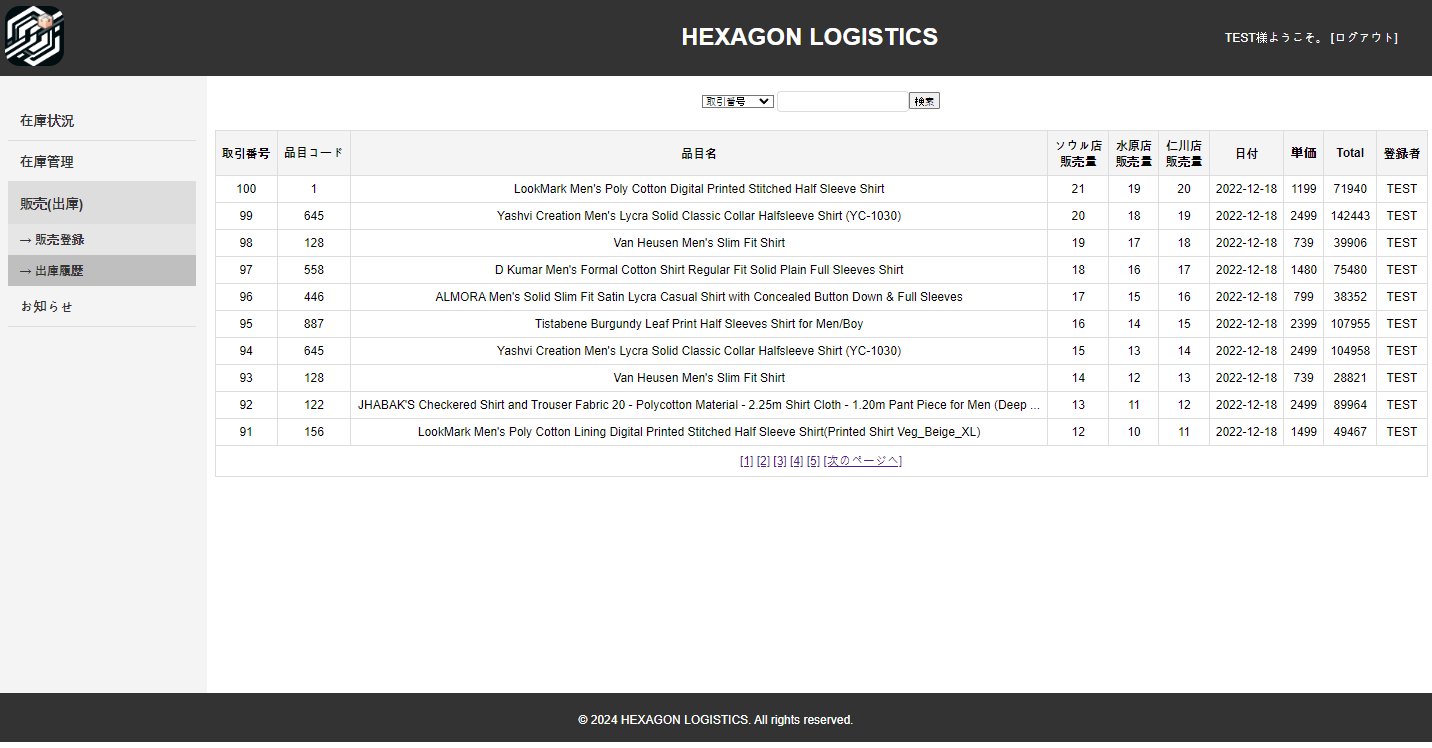 HEXAGON LOGISTICS
TEST様ようこそ。 [ログアウト]
在庫状況
在庫管理
販売(出庫)
→ 販売登録
→ 出庫履歴
お知らせ
取引番号 検索
取引番号 品目コード 品目名 ソウル店 販売量 水原店 販売量 仁川店 販売量 日付 単価 Total 登録者
100 1 LookMark Men's Poly Cotton Digital Printed Stitched Half Sleeve Shirt 21 19 20 2022-12-18 1199 71940 TEST
99 645 Yashvi Creation Men's Lycra Solid Classic Collar Halfsleeve Shirt (YC-1030) 20 18 19 2022-12-18 2499 142443 TEST
98 128 Van Heusen Men's Slim Fit Shirt 19 17 18 2022-12-18 739 39906 TEST
97 558 D Kumar Men's Formal Cotton Shirt Regular Fit Solid Plain Full Sleeves Shirt 18 16 17 2022-12-18 1480 75480 TEST
96 446 ALMORA Men's Solid Slim Fit Satin Lycra Casual Shirt with Concealed Button Down & Full Sleeves 17 15 16 2022-12-18 799 38352 TEST
95 887 Tistabene Burgundy Leaf Print Half Sleeves Shirt for Men/Boy 16 14 15 2022-12-18 2399 107955 TEST
94 645 Yashvi Creation Men's Lycra Solid Classic Collar Halfsleeve Shirt (YC-1030) 15 13 14 2022-12-18 2499 104958 TEST
93 128 Van Heusen Men's Slim Fit Shirt 14 12 13 2022-12-18 739 28821 TEST
92 122 JHABAK'S Checkered Shirt and Trouser Fabric 20 - Polycotton Material - 2.25m Shirt Cloth - 1.20m Pant Piece for Men (Deep ... 13 11 12 2022-12-18 2499 89964 TEST
91 156 LookMark Men's Poly Cotton Lining Digital Printed Stitched Half Sleeve Shirt(Printed Shirt Veg_Beige_XL) 12 10 11 2022-12-18 1499 49467 TEST
[1] [2] [3] [4] [5] [次のページへ]
© 2024 HEXAGON LOGISTICS. All rights reserved.